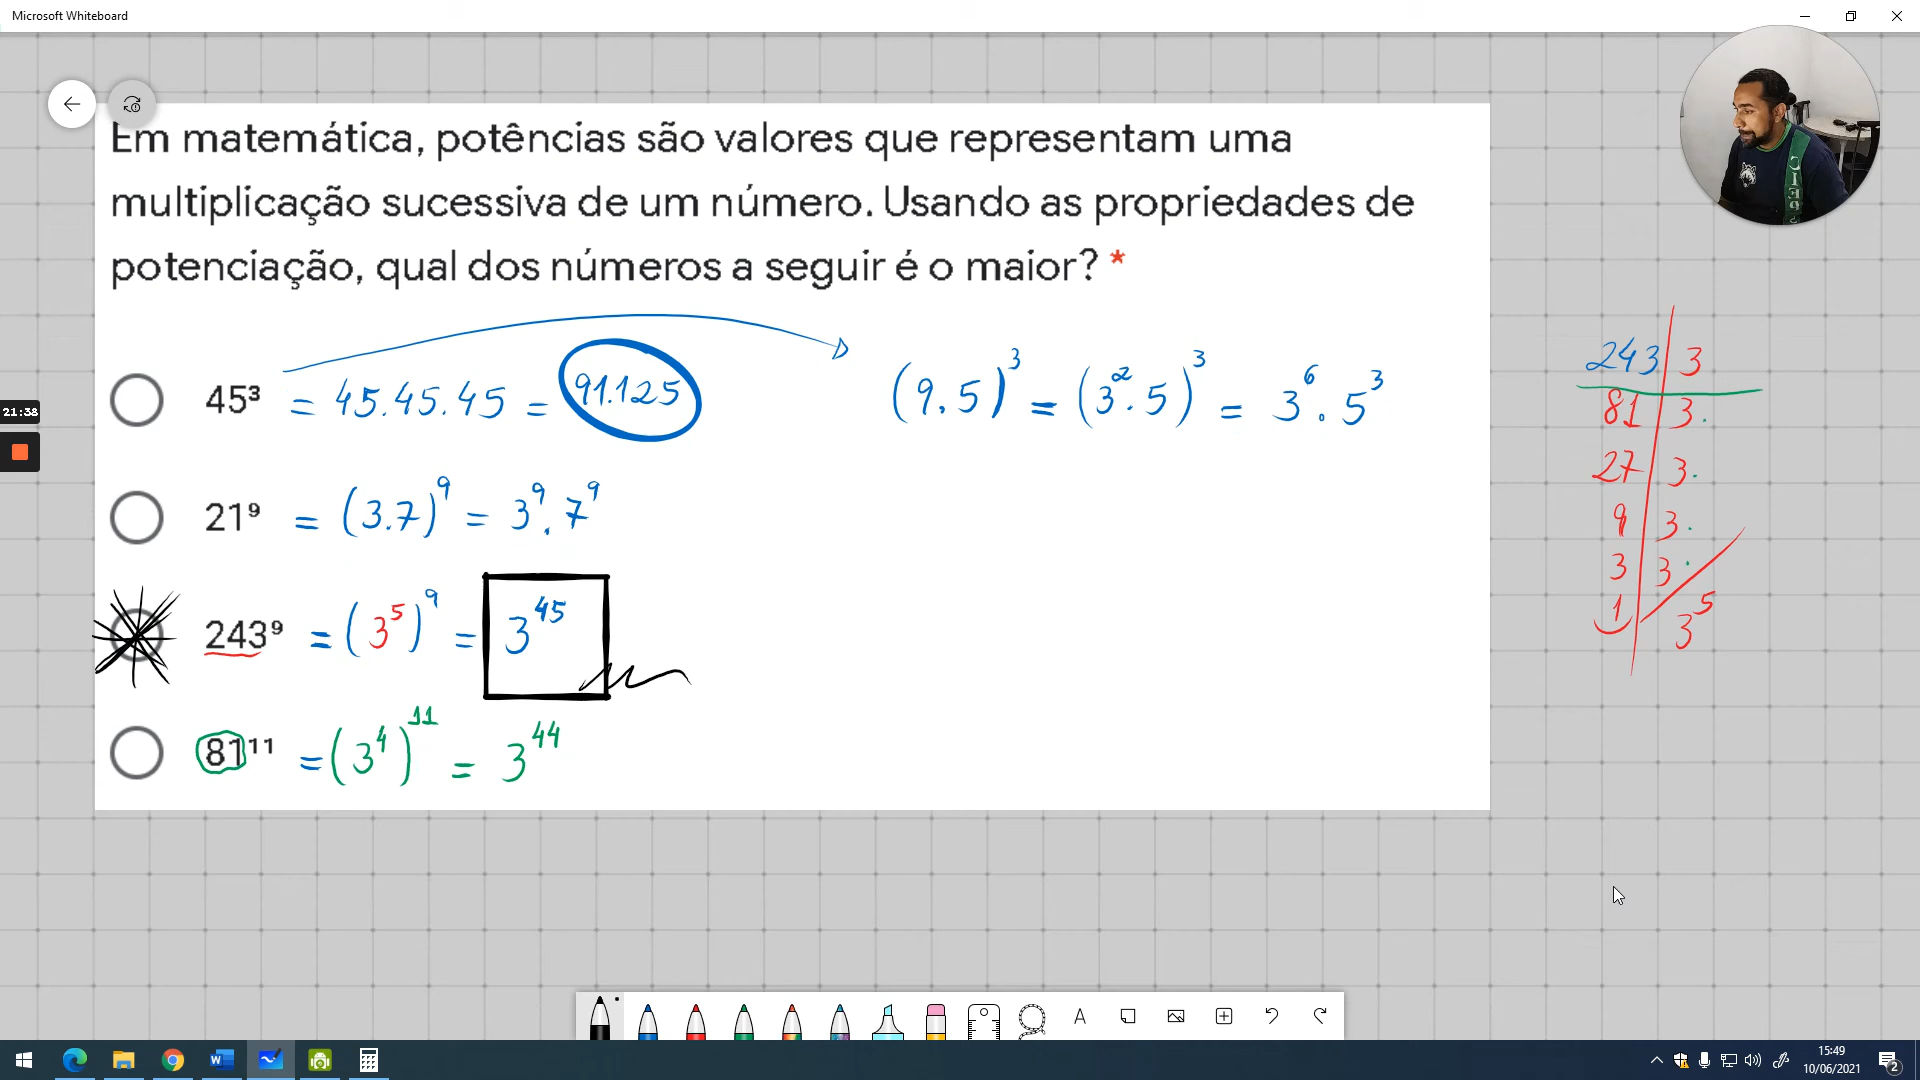 Microsoft Whiteboard
Em matemática, potências são valores que representam uma
multiplicação sucessiva de um número. Usando as propriedades de
potenciação, qual dos números a seguir é o maior? *
45³ = 45.45.45 = 91.125 (9.5)³ = (3².5)³ = 3⁶.5³
21⁹ = (3.7)⁹ = 3⁹.7⁹
243⁹ = (3⁵)⁹ = 3⁴⁵
81¹¹ = (3⁴)¹¹ = 3⁴⁴
243 3
81 3
27 3
9 3
3 3
1 3⁵
21:38
A
15:49
10/06/2021
2